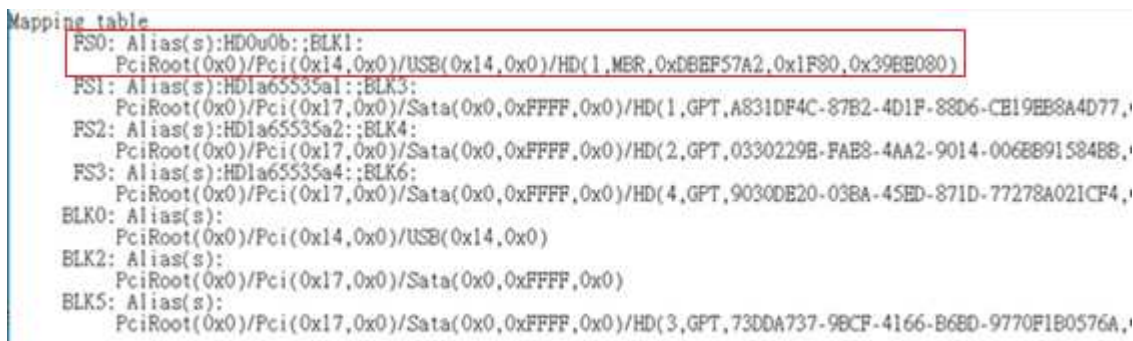 Mapping table
FS0: Alias(s):HD0u0b:;BLK1:
PciRoot(0x0)/Pci(0x14,0x0)/USB(0x14,0x0)/HD(1,MBR,0xDBEF57A2,0x1F80,0x39BE080)
FS1: Alias(s):HD1a65535a1:;BLK3:
PciRoot(0x0)/Pci(0x17,0x0)/Sata(0x0,0xFFFF,0x0)/HD(1,GPT,A831DF4C-87B2-4D1F-88D6-CE19EB8A4D77,
FS2: Alias(s):HD1a65535a2:;BLK4:
PciRoot(0x0)/Pci(0x17,0x0)/Sata(0x0,0xFFFF,0x0)/HD(2,GPT,0330229E-FAE8-4AA2-9014-006BB91584BB,
FS3: Alias(s):HD1a65535a4:;BLK6:
PciRoot(0x0)/Pci(0x17,0x0)/Sata(0x0,0xFFFF,0x0)/HD(4,GPT,9030DE20-03BA-45ED-871D-77278A021CF4,
BLK0: Alias(s):
PciRoot(0x0)/Pci(0x14,0x0)/USB(0x14,0x0)
BLK2: Alias(s):
PciRoot(0x0)/Pci(0x17,0x0)/Sata(0x0,0xFFFF,0x0)
BLK5: Alias(s):
PciRoot(0x0)/Pci(0x17,0x0)/Sata(0x0,0xFFFF,0x0)/HD(3,GPT,73DDA737-9BCF-4166-B6BD-9770F1B0576A,